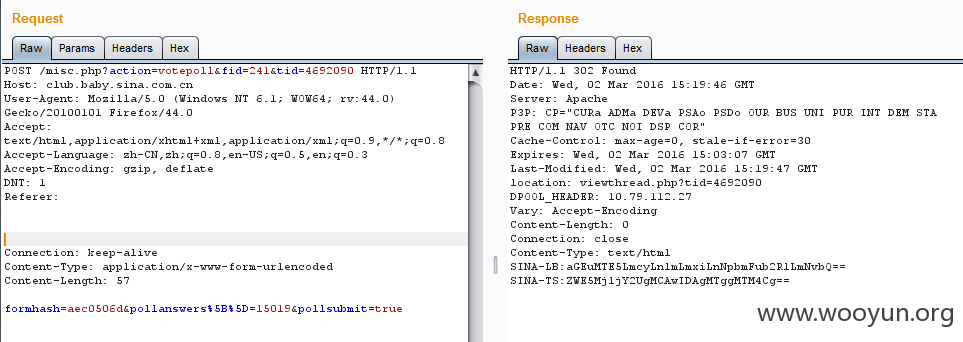 Request
Raw Params Headers Hex
POST /misc.php?action=votepoll&fid=241&tid=4692090 HTTP/1.1
Host: club.baby.sina.com.cn
User-Agent: Mozilla/5.0 (Windows NT 6.1; WOW64; rv:44.0)
Gecko/20100101 Firefox/44.0
Accept:
text/html,application/xhtml+xml,application/xml;q=0.9,*/*;q=0.8
Accept-Language: zh-CN,zh;q=0.8,en-US;q=0.5,en;q=0.3
Accept-Encoding: gzip, deflate
DNT: 1
Referer:
Connection: keep-alive
Content-Type: application/x-www-form-urlencoded
Content-Length: 57
formhash=aec0506d&pollanswers%5B%5D=15019&pollsubmit=true
Response
Raw Headers Hex
HTTP/1.1 302 Found
Date: Wed, 02 Mar 2016 15:19:46 GMT
Server: Apache
P3P: CP="CURa ADMa DEVa PSAo PSDo OUR BUS UNI PUR INT DEM STA
PRE COM NAV OTC NOI DSP COR"
Cache-Control: max-age=0, stale-if-error=30
Expires: Wed, 02 Mar 2016 15:03:07 GMT
Last-Modified: Wed, 02 Mar 2016 15:19:47 GMT
location: viewthread.php?tid=4692090
DPOOL_HEADER: 10.79.112.27
Vary: Accept-Encoding
Content-Length: 0
Connection: close
Content-Type: text/html
SINA-LB:aGEuMTE5LmcyLnlmLmxiLnNpbmFub2RlLmNvbQ==
SINA-TS:ZWE5MjljY2UgMCAwIDAgMTggMTM4Cg==
www.wooyun.org